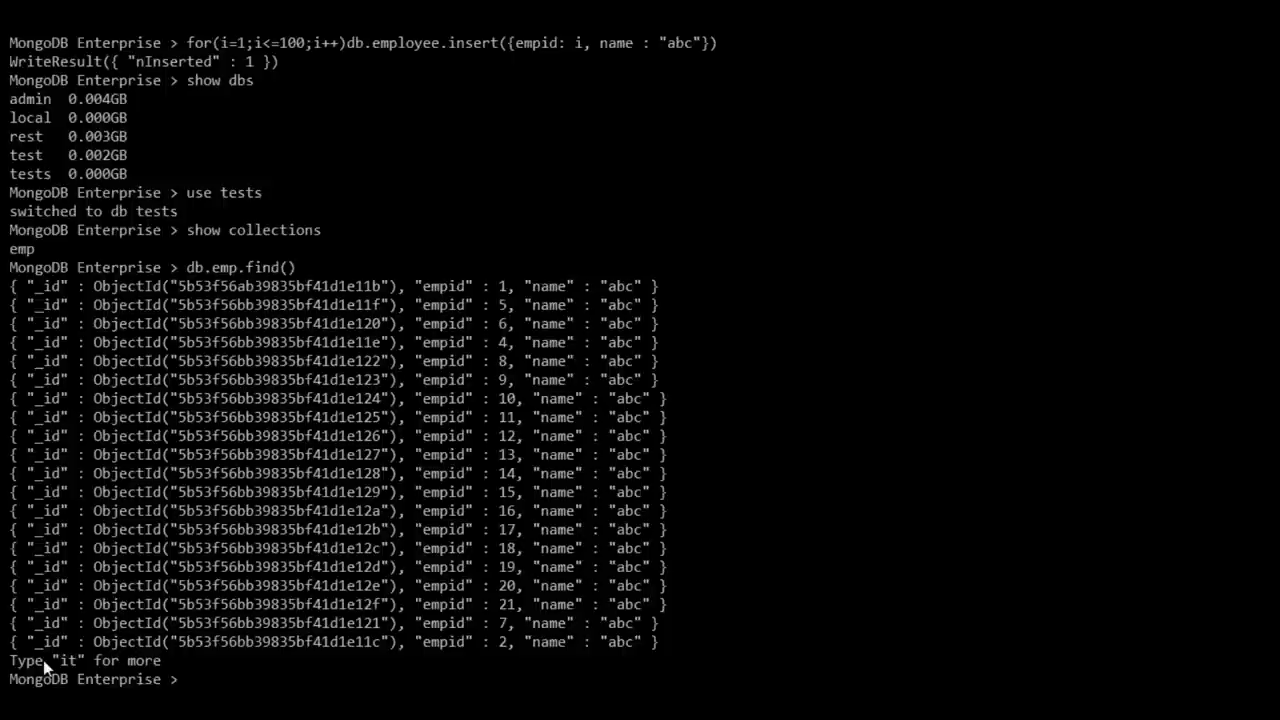 MongoDB Enterprise > for(i=1;i<=100;i++)db.employee.insert({empid: i, name : "abc"})
WriteResult({ "nInserted" : 1 })
MongoDB Enterprise > show dbs
admin  0.004GB
local  0.000GB
rest   0.003GB
test   0.002GB
tests  0.000GB
MongoDB Enterprise > use tests
switched to db tests
MongoDB Enterprise > show collections
emp
MongoDB Enterprise > db.emp.find()
{ "_id" : ObjectId("5b53f56ab39835bf41d1e11b"), "empid" : 1, "name" : "abc" }
{ "_id" : ObjectId("5b53f56bb39835bf41d1e11f"), "empid" : 5, "name" : "abc" }
{ "_id" : ObjectId("5b53f56bb39835bf41d1e120"), "empid" : 6, "name" : "abc" }
{ "_id" : ObjectId("5b53f56bb39835bf41d1e11e"), "empid" : 4, "name" : "abc" }
{ "_id" : ObjectId("5b53f56bb39835bf41d1e122"), "empid" : 8, "name" : "abc" }
{ "_id" : ObjectId("5b53f56bb39835bf41d1e123"), "empid" : 9, "name" : "abc" }
{ "_id" : ObjectId("5b53f56bb39835bf41d1e124"), "empid" : 10, "name" : "abc" }
{ "_id" : ObjectId("5b53f56bb39835bf41d1e125"), "empid" : 11, "name" : "abc" }
{ "_id" : ObjectId("5b53f56bb39835bf41d1e126"), "empid" : 12, "name" : "abc" }
{ "_id" : ObjectId("5b53f56bb39835bf41d1e127"), "empid" : 13, "name" : "abc" }
{ "_id" : ObjectId("5b53f56bb39835bf41d1e128"), "empid" : 14, "name" : "abc" }
{ "_id" : ObjectId("5b53f56bb39835bf41d1e129"), "empid" : 15, "name" : "abc" }
{ "_id" : ObjectId("5b53f56bb39835bf41d1e12a"), "empid" : 16, "name" : "abc" }
{ "_id" : ObjectId("5b53f56bb39835bf41d1e12b"), "empid" : 17, "name" : "abc" }
{ "_id" : ObjectId("5b53f56bb39835bf41d1e12c"), "empid" : 18, "name" : "abc" }
{ "_id" : ObjectId("5b53f56bb39835bf41d1e12d"), "empid" : 19, "name" : "abc" }
{ "_id" : ObjectId("5b53f56bb39835bf41d1e12e"), "empid" : 20, "name" : "abc" }
{ "_id" : ObjectId("5b53f56bb39835bf41d1e12f"), "empid" : 21, "name" : "abc" }
{ "_id" : ObjectId("5b53f56bb39835bf41d1e121"), "empid" : 7, "name" : "abc" }
{ "_id" : ObjectId("5b53f56bb39835bf41d1e11c"), "empid" : 2, "name" : "abc" }
Type "it" for more
MongoDB Enterprise >